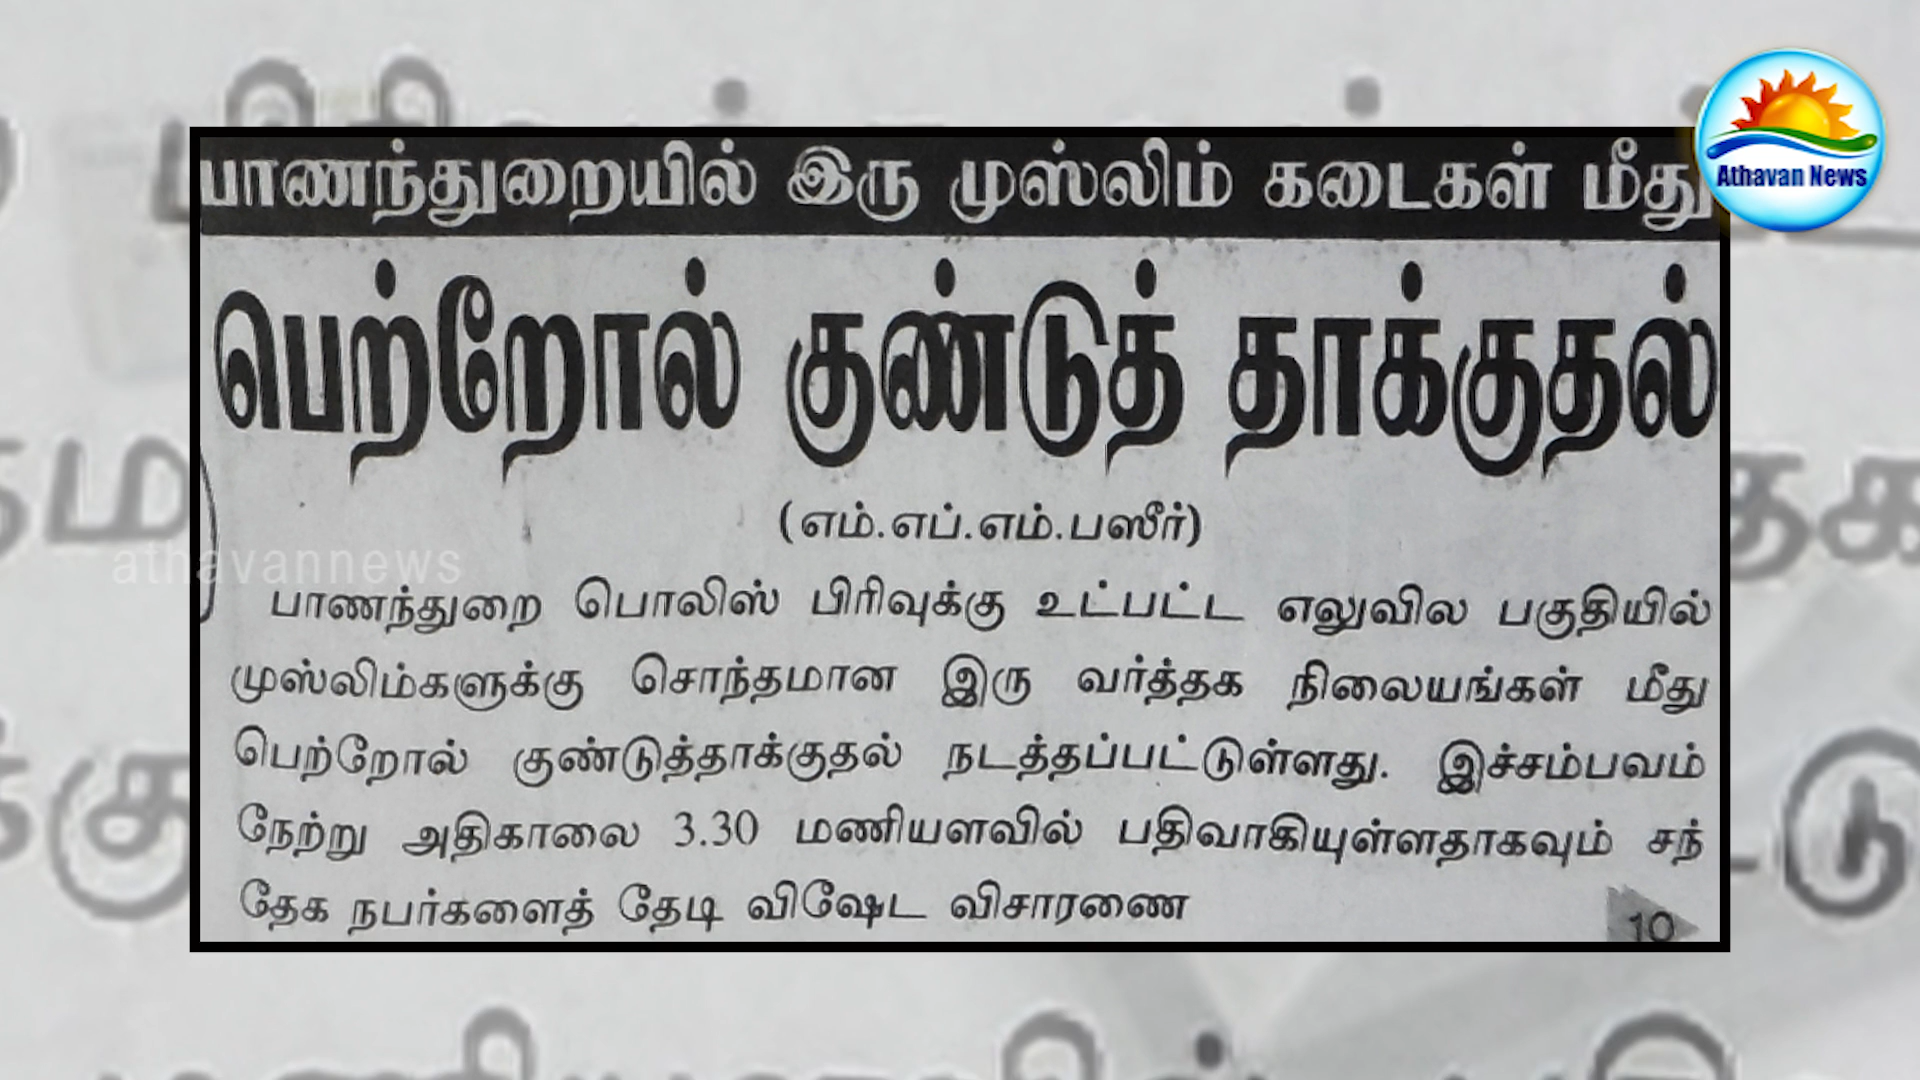 பாணந்துறையில் இரு முஸ்லிம் கடைகள் மீது
Athavan News
பெற்றோல் குண்டுத் தாக்குதல்
(எம்.எப்.எம்.பஸீர்)
athavannews
பாணந்துறை பொலிஸ் பிரிவுக்கு உட்பட்ட எலுவில பகுதியில்
முஸ்லிம்களுக்கு சொந்தமான இரு வர்த்தக நிலையங்கள் மீது
பெற்றோல் குண்டுத்தாக்குதல் நடத்தப்பட்டுள்ளது. இச்சம்பவம்
நேற்று அதிகாலை 3.30 மணியளவில் பதிவாகியுள்ளதாகவும் சந்
தேக நபர்களைத் தேடி விஷேட விசாரணை
10